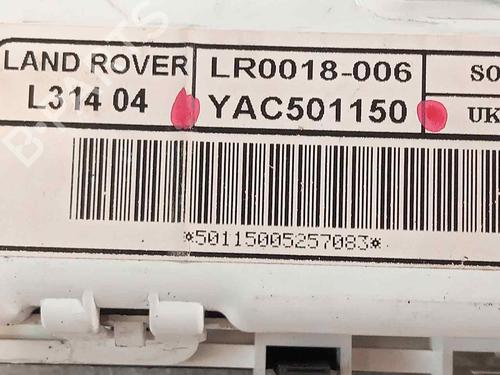 LAND ROVER
L314 04
LR0018-006
YAC501150
SO
UK
*50115005257083*